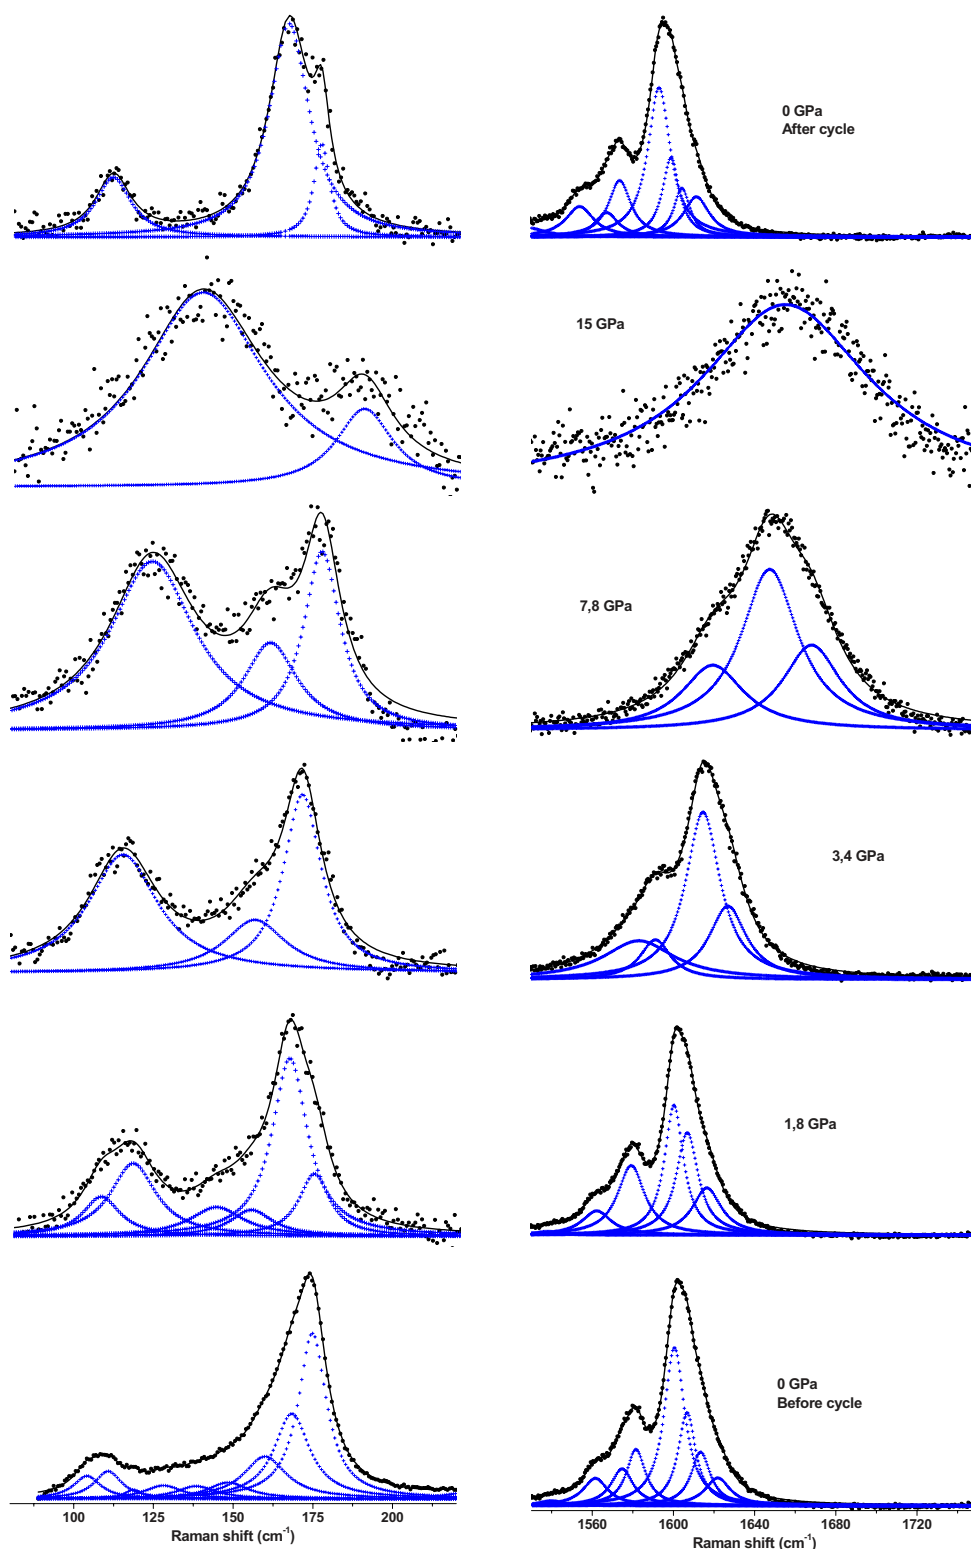 0 GPa
After cycle
15 GPa
7,8 GPa
3,4 GPa
1,8 GPa
0 GPa
Before cycle
100 125 150 175 200
Raman shift (cm⁻¹)
1560 1600 1640 1680 1720
Raman shift (cm⁻¹)